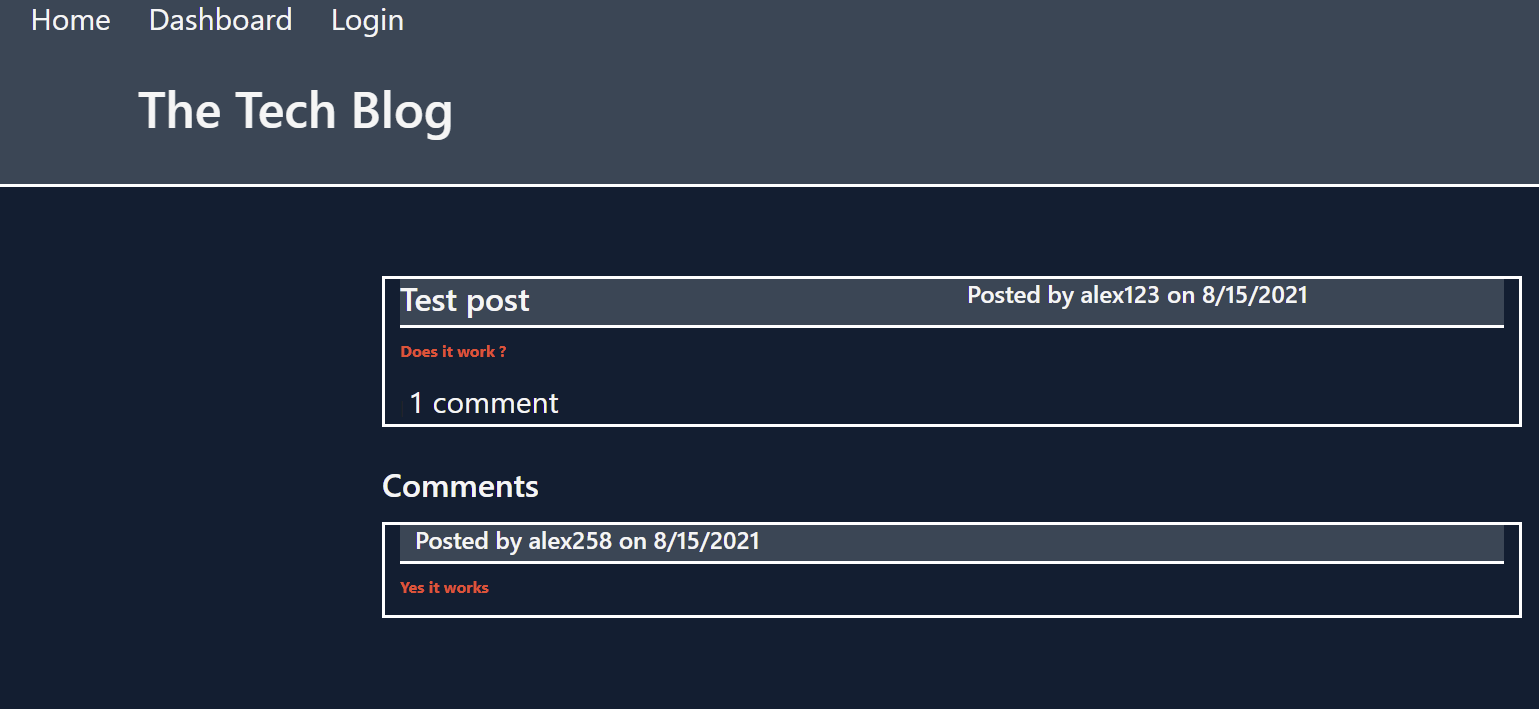 Home Dashboard Login
The Tech Blog
Test post Posted by alex123 on 8/15/2021
Does it work ?
1 comment
Comments
Posted by alex258 on 8/15/2021
Yes it works